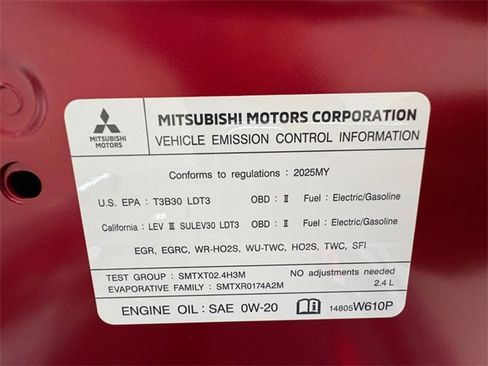 MITSUBISHI MOTORS
MITSUBISHI MOTORS CORPORATION
VEHICLE EMISSION CONTROL INFORMATION
Conforms to regulations : 2025MY
U.S. EPA : T3B30 LDT3 OBD : Ⅱ Fuel : Electric/Gasoline
California : LEV Ⅲ SULEV30 LDT3 OBD : Ⅱ Fuel : Electric/Gasoline
EGR, EGRC, WR-HO2S, WU-TWC, HO2S, TWC, SFI
TEST GROUP : SMTXT02.4H3M NO adjustments needed
EVAPORATIVE FAMILY : SMTXR0174A2M 2.4 L
ENGINE OIL : SAE 0W-20 14805W610P